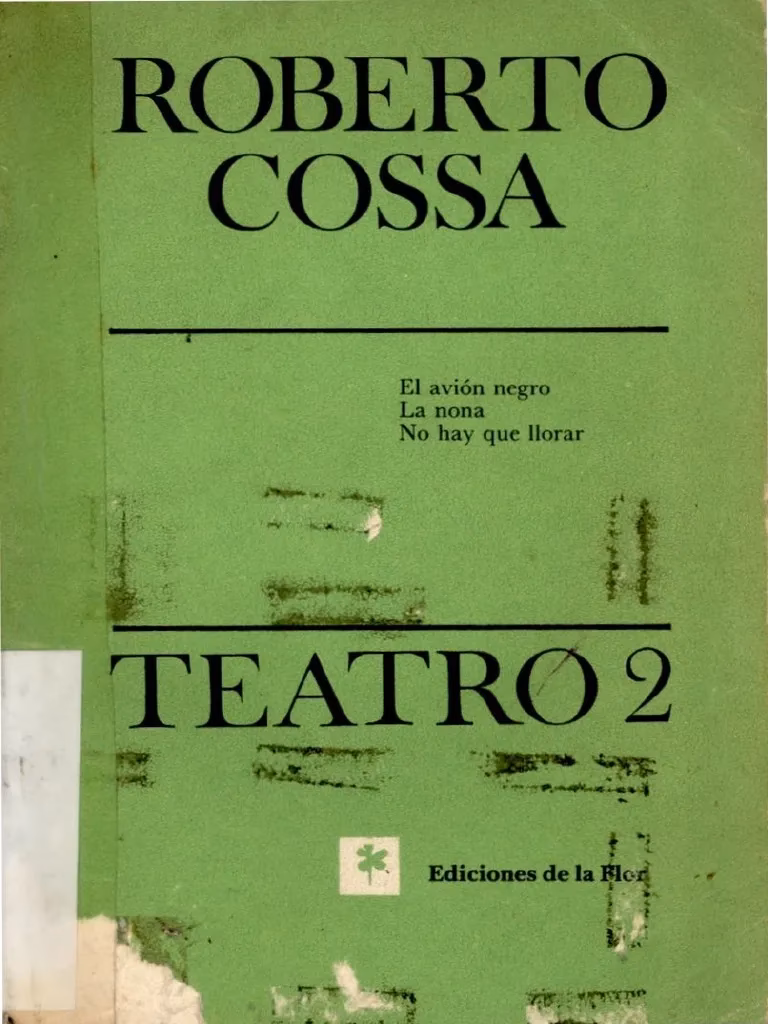 ROBERTO
COSSA
El avión negro
La nona
No hay que llorar
TEATRO 2
Ediciones de la Flor